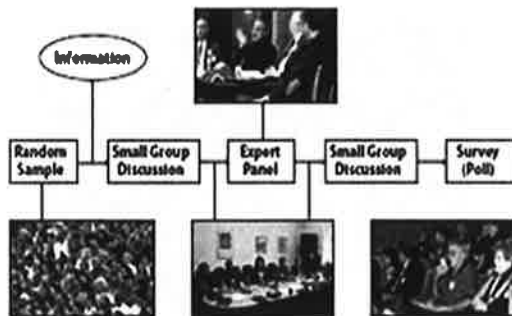 Information
Random
Sample
Small Group
Discussion
Expert
Panel
Small Group
Discussion
Survey
(Poll)